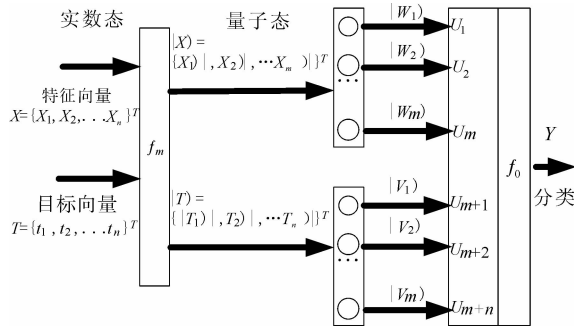 实数态
量子态
特征向量
X={X₁, X₂, ...Xₙ}ᵀ
目标向量
T={t₁, t₂, ...tₙ}ᵀ
fₘ
|X⟩=
{X₁)|, X₂)|, …Xₘ )|}ᵀ
|T⟩=
{|T₁)|, T₂)|, …Tₙ )|}ᵀ
…
…
|W₁)
|W₂)
|Wₘ)
|V₁)
|V₂)
|Vₘ)
U₁
U₂
Uₘ
Uₘ₊₁
Uₘ₊₂
Uₘ₊ₙ
f₀
Y
分类